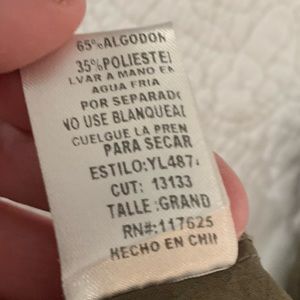 65%ALGODON
35%POLIESTE
LVAR A MANO EN
AGUA FRIA
POR SEPARADO
NO USE BLANQUEA
CUELGUE LA PREN
PARA SECAR
ESTILO:YL487
CUT: 13133
TALLE :GRAND
RN#:117625
HECHO EN CHI